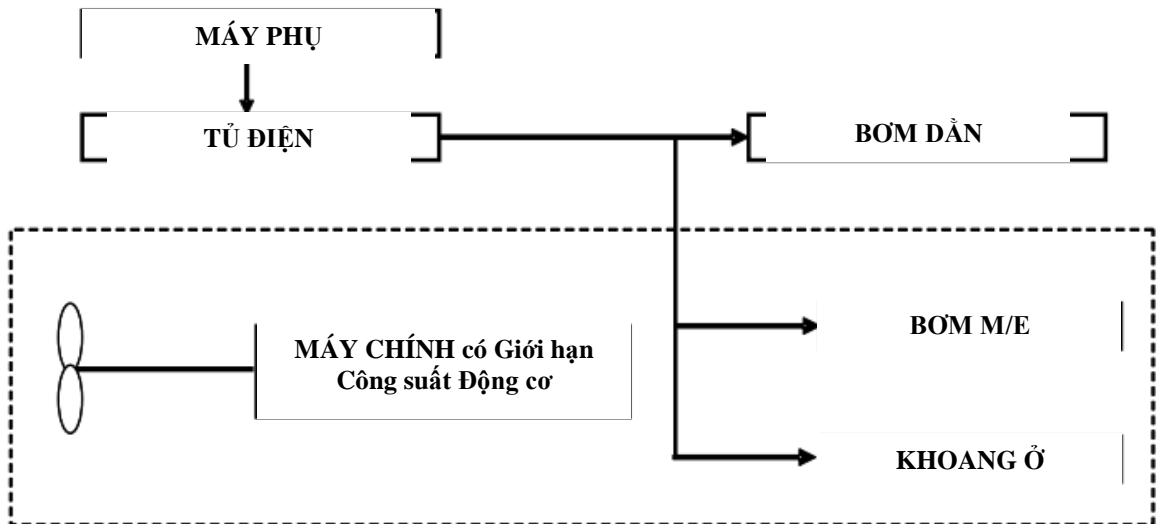 MÁY PHỤ
TỦ ĐIỆN
BƠM DẰN
MÁY CHÍNH có Giới hạn
Công suất Động cơ
BƠM M/E
KHOANG Ở